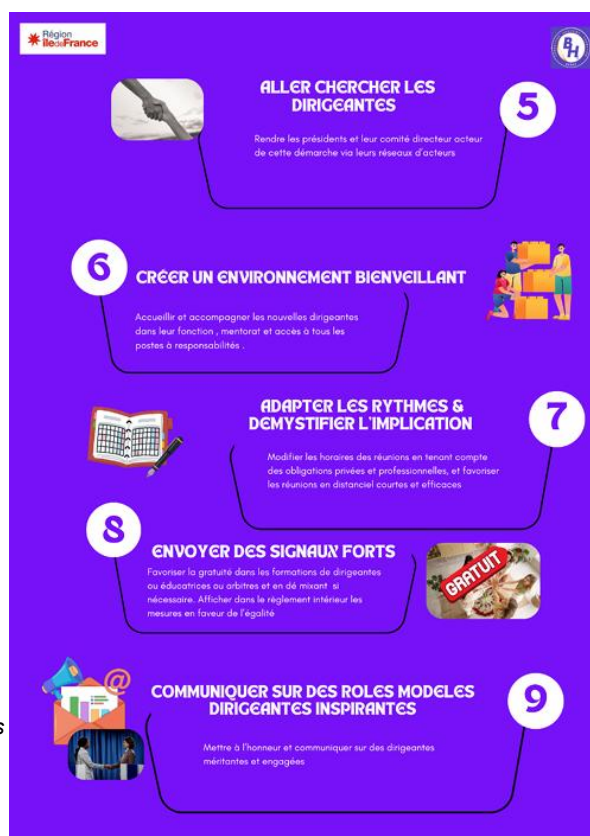 Région
îledeFrance
BH
ALLER CHERCHER LES
DIRIGEANTES
5
Rendre les présidents et leur comité directeur acteur
de cette démarche via leurs réseaux d'acteurs
6
CRÉER UN ENVIRONNEMENT BIENVEILLANT
Accueillir et accompagner les nouvelles dirigeantes
dans leur fonction , mentorat et accès à tous les
postes à responsabilités .
ADAPTER LES RYTHMES &
DEMYSTIFIER L'IMPLICATION
7
Modifier les horaires des réunions en tenant compte
des obligations privées et professionnelles, et favoriser
les réunions en distanciel courtes et efficaces
8
ENVOYER DES SIGNAUX FORTS
Favoriser la gratuité dans les formations de dirigeantes
ou éducatrices ou arbitres et en dé mixant si
nécessaire. Afficher dans le règlement intérieur les
mesures en faveur de l'égalité
GRATUIT
@
COMMUNIQUER SUR DES ROLES MODELES
DIRIGEANTES INSPIRANTES
9
s
Mettre à l'honneur et communiquer sur des dirigeantes
méritantes et engagées